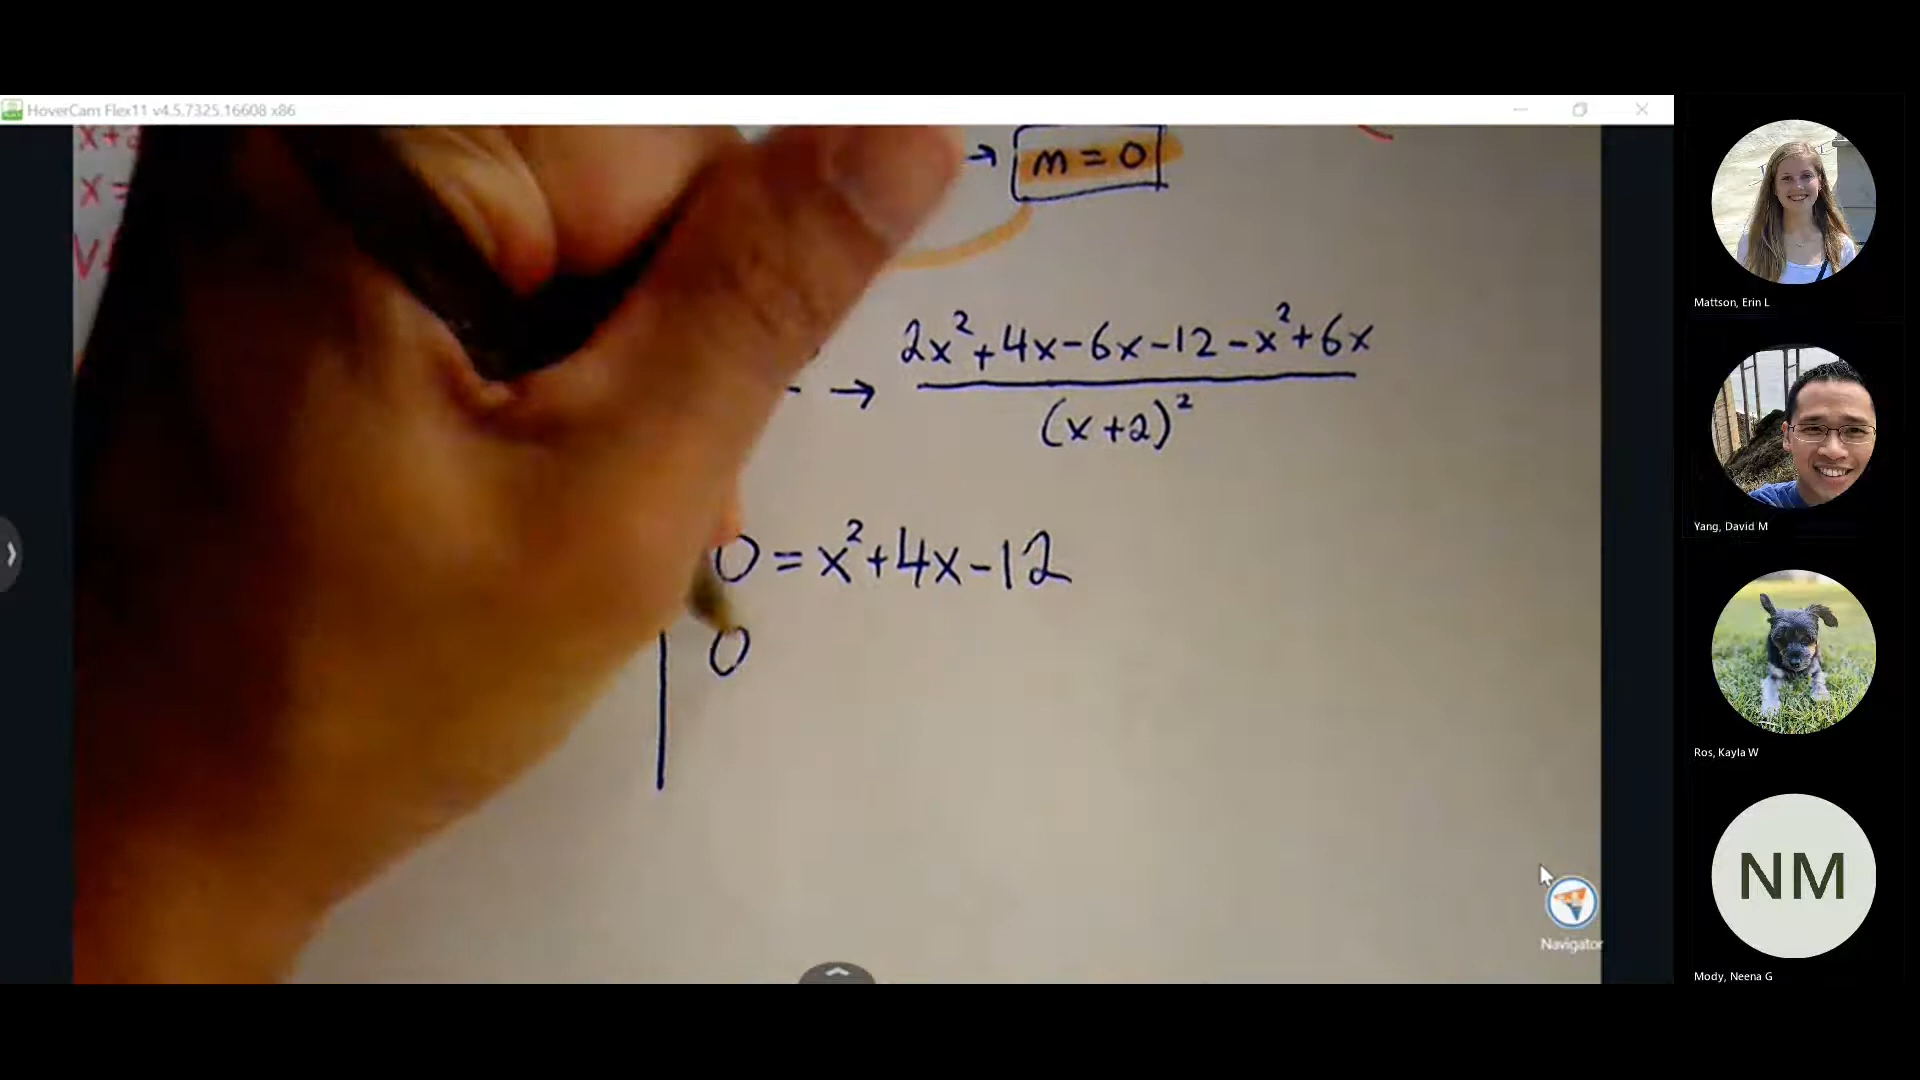 HoverCam Flex11 v4.5.7325.16608 x86
x+
→ m = 0
x =
V
→ 2x²+4x-6x-12-x²+6x
(x+2)²
0 = x²+4x-12
0
Navigator
Mattson, Erin L
Yang, David M
Ros, Kayla W
NM
Mody, Neena G